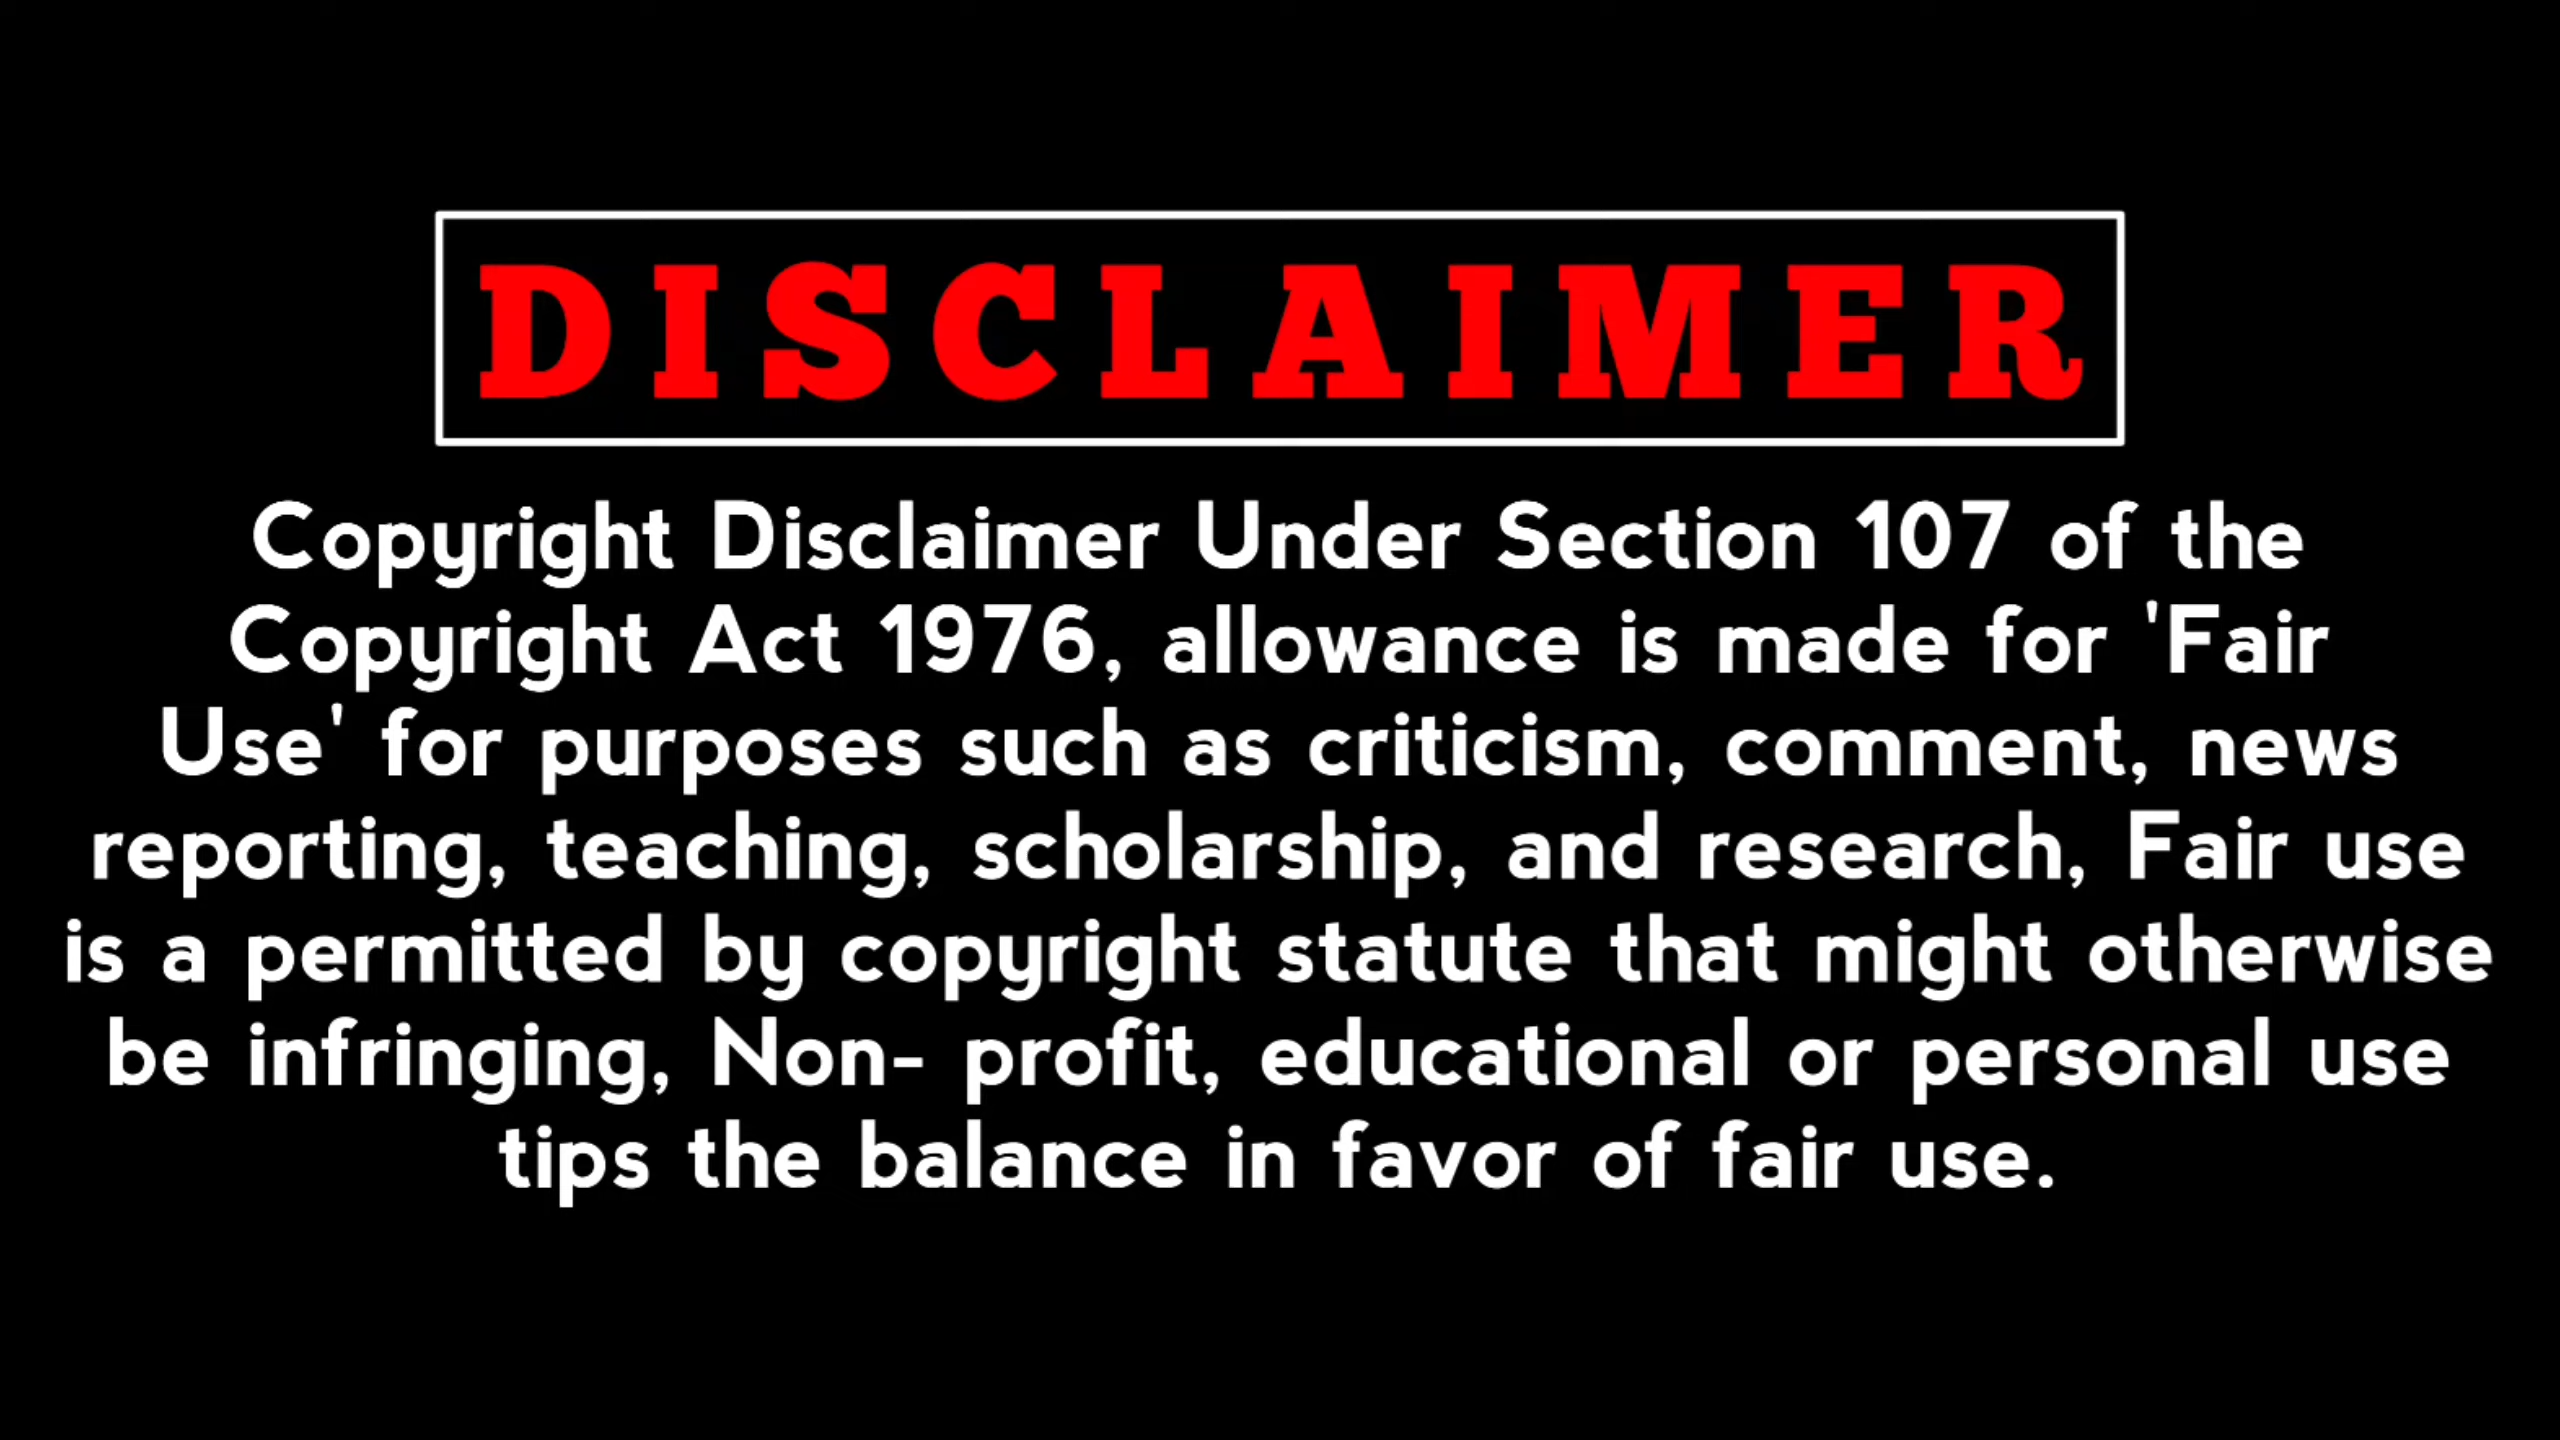 DISCLAIMER
Copyright Disclaimer Under Section 107 of the
Copyright Act 1976, allowance is made for 'Fair
Use' for purposes such as criticism, comment, news
reporting, teaching, scholarship, and research, Fair use
is a permitted by copyright statute that might otherwise
be infringing, Non- profit, educational or personal use
tips the balance in favor of fair use.